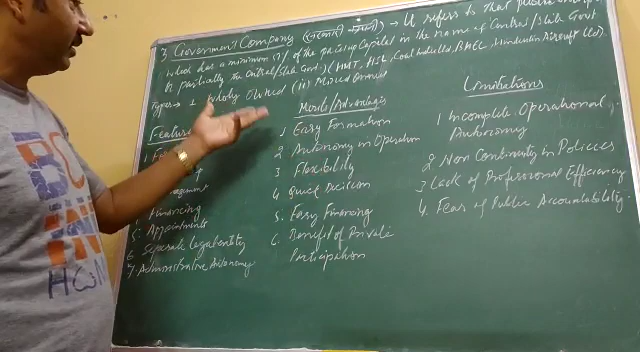 3. Government Company (सरकारी कम्पनी) → It refers to that
which has a minimum 51% of the paid up Capital in the name of Central/State Govt
partially the Central/State Govt.) (HMT, HSL, Coal India Ltd, BHEL, Hindustan Aircraft Ltd).
Types → 1. Wholly Owned (ii) Mixed Owned
Feature
Financing
5. Appointments
6. Separate legal entity
7. Administrative Autonomy
Merits/Advantages
1 Easy Formation
2 Autonomy in Operation
3 Flexibility
4 Quick Decision
5. Easy Financing
6. Benefit of Private
Participation
Limitations
1 Incomplete Operational
Autonomy
2 Non Continuity in Policies
3 Lack of Professional Efficiency
4. Fear of Public Accountability.